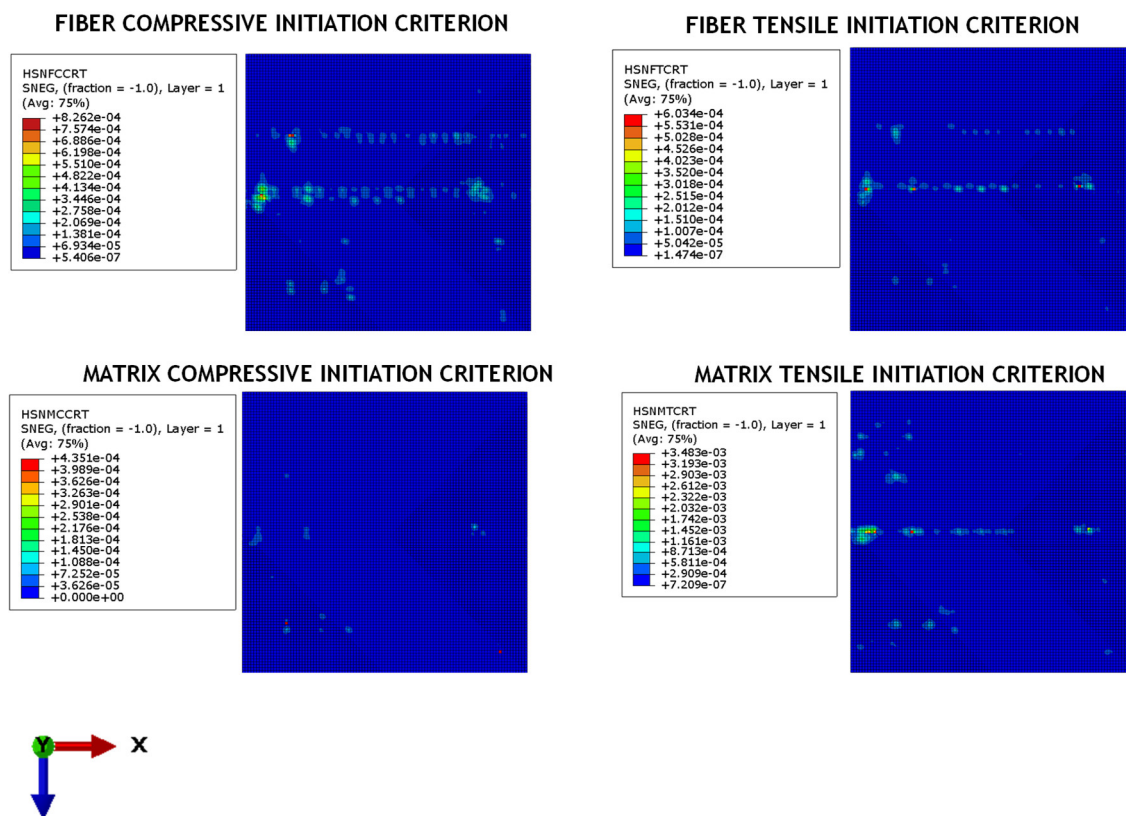 FIBER COMPRESSIVE INITIATION CRITERION
HSNFCCRT
SNEG, (fraction = -1.0), Layer = 1
(Avg: 75%)
+8.262e-04
+7.574e-04
+6.886e-04
+6.198e-04
+5.510e-04
+4.822e-04
+4.134e-04
+3.446e-04
+2.758e-04
+2.069e-04
+1.381e-04
+6.934e-05
+5.406e-07
FIBER TENSILE INITIATION CRITERION
HSNFTCRT
SNEG, (fraction = -1.0), Layer = 1
(Avg: 75%)
+6.034e-04
+5.531e-04
+5.028e-04
+4.526e-04
+4.023e-04
+3.520e-04
+3.018e-04
+2.515e-04
+2.012e-04
+1.510e-04
+1.007e-04
+5.042e-05
+1.474e-07
MATRIX COMPRESSIVE INITIATION CRITERION
HSNMCCRT
SNEG, (fraction = -1.0), Layer = 1
(Avg: 75%)
+4.351e-04
+3.989e-04
+3.626e-04
+3.263e-04
+2.901e-04
+2.538e-04
+2.176e-04
+1.813e-04
+1.450e-04
+1.088e-04
+7.252e-05
+3.626e-05
+0.000e+00
MATRIX TENSILE INITIATION CRITERION
HSNMTCRT
SNEG, (fraction = -1.0), Layer = 1
(Avg: 75%)
+3.483e-03
+3.193e-03
+2.903e-03
+2.612e-03
+2.322e-03
+2.032e-03
+1.742e-03
+1.452e-03
+1.161e-03
+8.713e-04
+5.811e-04
+2.909e-04
+7.209e-07
Y
X